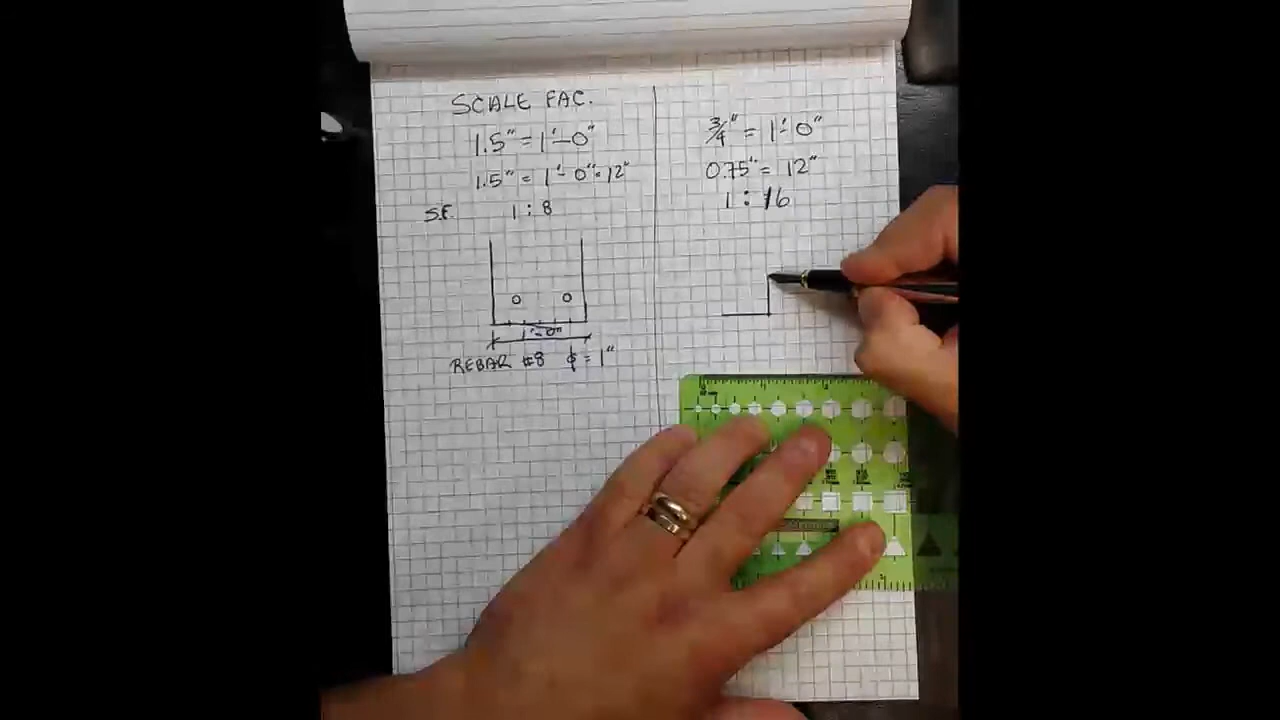 SCALE FAC.
1.5" = 1'-0"
1.5" = 1'-0" = 12"
S.F. 1 : 8
1'-0"
REBAR #8 ϕ = 1"
3/4" = 1'-0"
0.75" = 12"
1 : 16